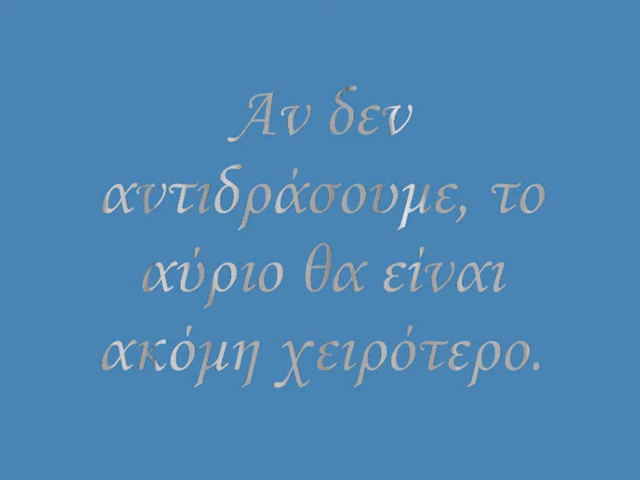 Αν δεν
αντιδράσουμε, το
αύριο θα είναι
ακόμη χειρότερο.